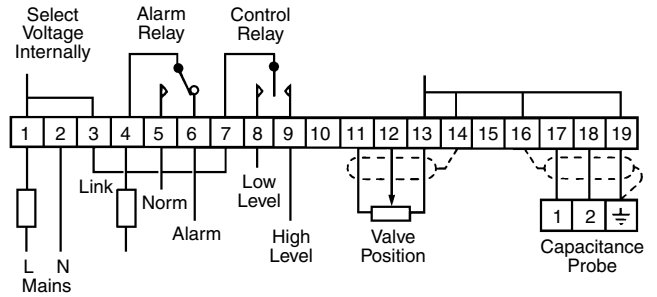 Select
Voltage
Internally
Alarm
Relay
Control
Relay
1 2 3 4 5 6 7 8 9 10 11 12 13 14 15 16 17 18 19
Link
Norm
Alarm
Low
Level
High
Level
Valve
Position
1 2
Capacitance
Probe
L N
Mains